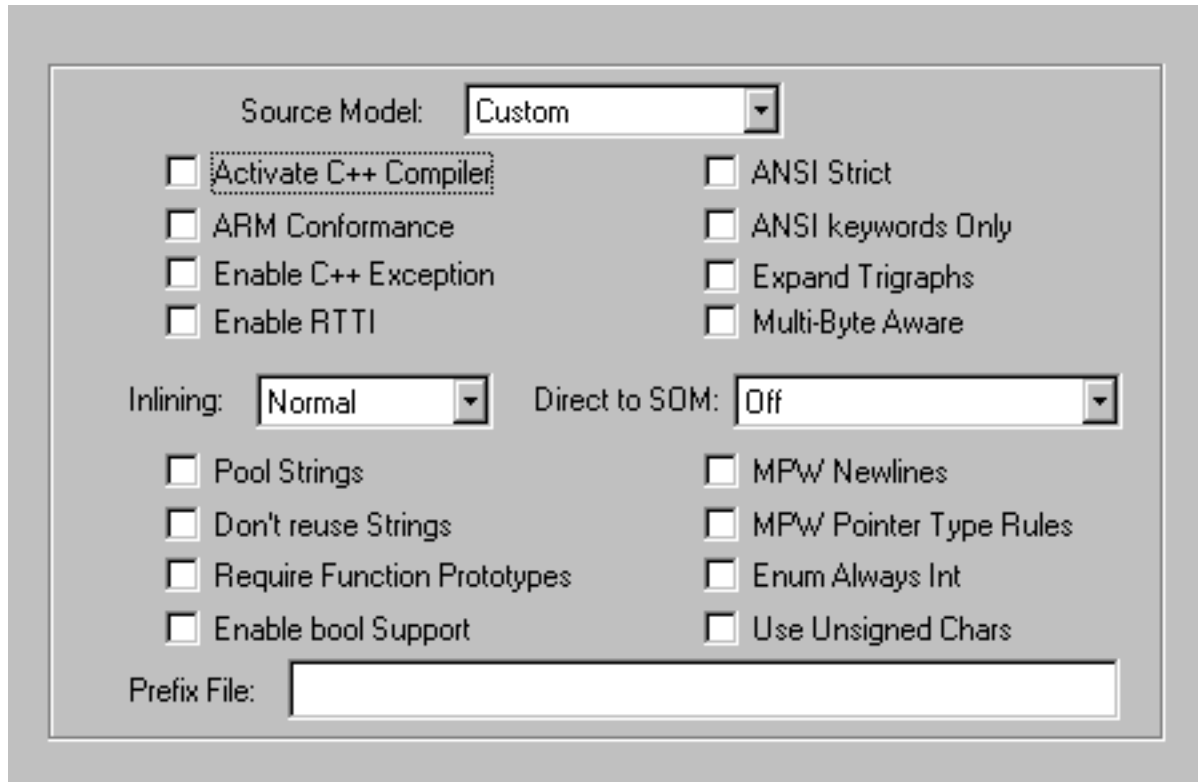 Source Model: Custom
Activate C++ Compiler ANSI Strict
ARM Conformance ANSI keywords Only
Enable C++ Exception Expand Trigraphs
Enable RTTI Multi-Byte Aware
Inlining: Normal Direct to SOM: Off
Pool Strings MPW Newlines
Don't reuse Strings MPW Pointer Type Rules
Require Function Prototypes Enum Always Int
Enable bool Support Use Unsigned Chars
Prefix File: